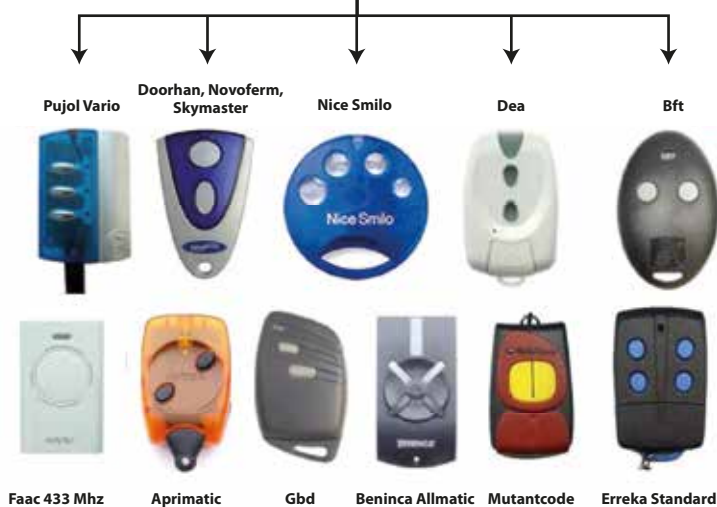 Pujol Vario
Doorhan, Novoferm,
Skymaster
Nice Smilo
Dea
Bft
Nice Smilo
Faac 433 Mhz
Aprimatic
Gbd
Beninca Allmatic
Mutantcode
Erreka Standard